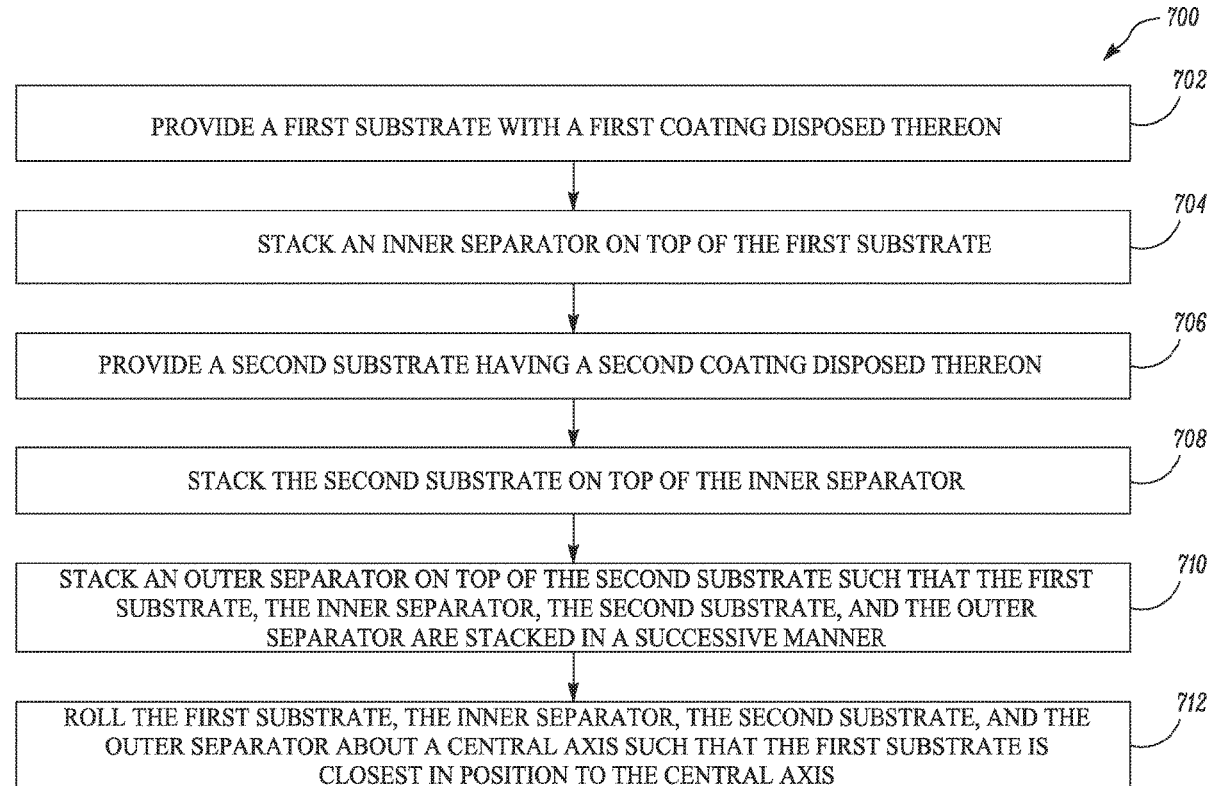 700
702
PROVIDE A FIRST SUBSTRATE WITH A FIRST COATING DISPOSED THEREON
704
STACK AN INNER SEPARATOR ON TOP OF THE FIRST SUBSTRATE
706
PROVIDE A SECOND SUBSTRATE HAVING A SECOND COATING DISPOSED THEREON
708
STACK THE SECOND SUBSTRATE ON TOP OF THE INNER SEPARATOR
710
STACK AN OUTER SEPARATOR ON TOP OF THE SECOND SUBSTRATE SUCH THAT THE FIRST
SUBSTRATE, THE INNER SEPARATOR, THE SECOND SUBSTRATE, AND THE OUTER
SEPARATOR ARE STACKED IN A SUCCESSIVE MANNER
712
ROLL THE FIRST SUBSTRATE, THE INNER SEPARATOR, THE SECOND SUBSTRATE, AND THE
OUTER SEPARATOR ABOUT A CENTRAL AXIS SUCH THAT THE FIRST SUBSTRATE IS
CLOSEST IN POSITION TO THE CENTRAL AXIS